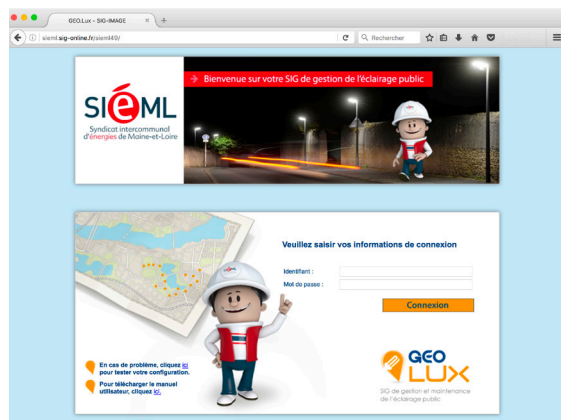 GEO.Lux - SIG-IMAGE
sieml.sig-online.fr/sieml49/
Rechercher
Bienvenue sur votre SIG de gestion de l'éclairage public
SIéML
Syndicat intercommunal
d'énergies de Maine-et-Loire
Veuillez saisir vos informations de connexion
Identifiant :
Mot de passe :
Connexion
En cas de problème, cliquez ici
pour tester votre configuration.
Pour télécharger le manuel
utilisateur, cliquez ici.
GEO
LUX
SIG de gestion et maintenance
de l'éclairage public